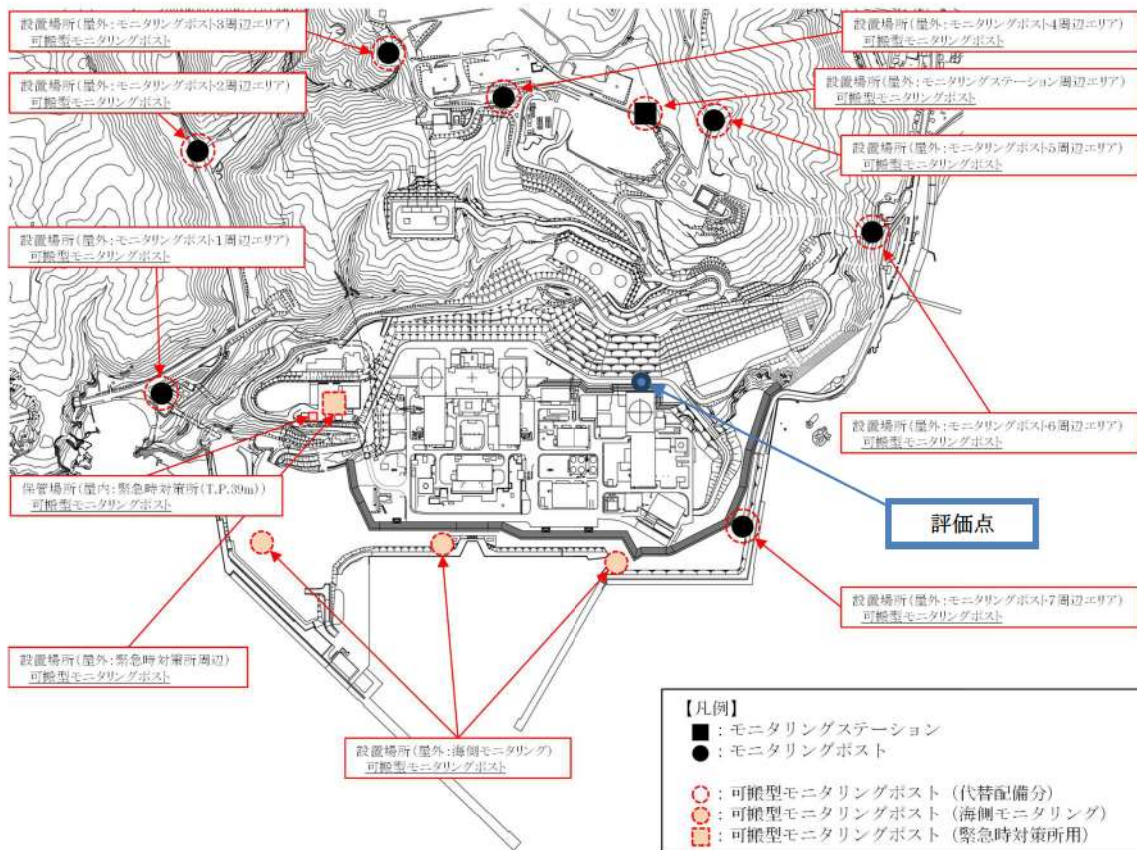 設置場所(屋外:モニタリングポスト3周辺エリア)
可搬型モニタリングポスト
設置場所(屋外:モニタリングポスト2周辺エリア)
可搬型モニタリングポスト
設置場所(屋外:モニタリングポスト1周辺エリア)
可搬型モニタリングポスト
保管場所(屋内:緊急時対策所(T.P.39m))
可搬型モニタリングポスト
設置場所(屋外:緊急時対策所周辺)
可搬型モニタリングポスト
設置場所(屋外:海側モニタリング)
可搬型モニタリングポスト
設置場所(屋外:モニタリングポスト4周辺エリア)
可搬型モニタリングポスト
設置場所(屋外:モニタリングステーション周辺エリア)
可搬型モニタリングポスト
設置場所(屋外:モニタリングポスト5周辺エリア)
可搬型モニタリングポスト
設置場所(屋外:モニタリングポスト6周辺エリア)
可搬型モニタリングポスト
評価点
設置場所(屋外:モニタリングポスト7周辺エリア)
可搬型モニタリングポスト
【凡例】
:モニタリングステーション
:モニタリングポスト
:可搬型モニタリングポスト(代替配備分)
:可搬型モニタリングポスト(海側モニタリング)
:可搬型モニタリングポスト(緊急時対策所用)